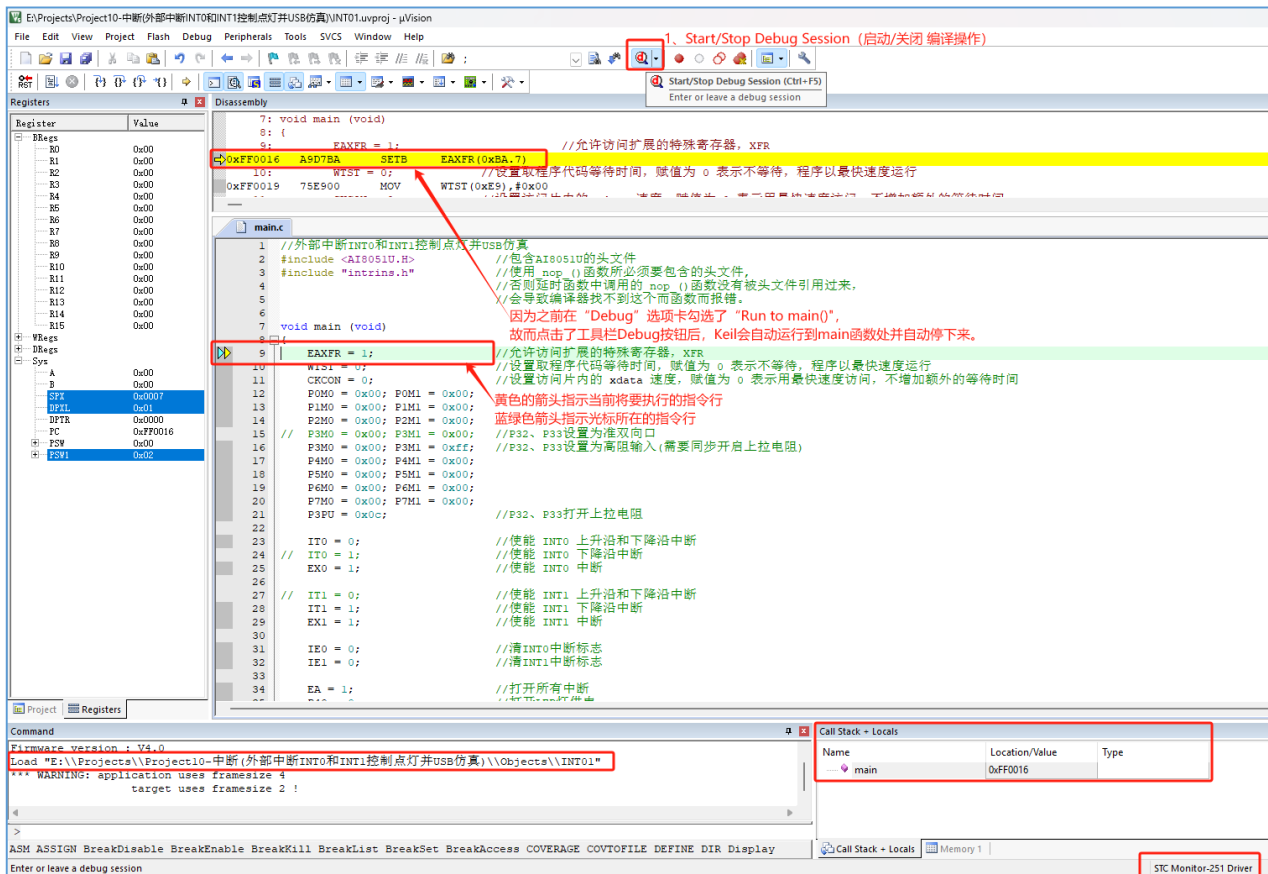 E:\Projects\Project10-中断(外部中断INT0和INT1控制点灯并USB仿真)\INT01.uvproj - µVision
File Edit View Project Flash Debug Peripherals Tools SVCS Window Help
1、Start/Stop Debug Session（启动/关闭 编译操作）
Start/Stop Debug Session (Ctrl+F5)
Enter or leave a debug session
Registers
Register Value
BRegs
R0 0x00
R1 0x00
R2 0x00
R3 0x00
R4 0x00
R5 0x00
R6 0x00
R7 0x00
R8 0x00
R9 0x00
R10 0x00
R11 0x00
R12 0x00
R13 0x00
R14 0x00
R15 0x00
WRegs
DRegs
Sys
A 0x00
B 0x00
SPX 0x0007
DPXL 0x01
DPTR 0x0000
PC 0xFF0016
PSW 0x00
PSW1 0x02
Project Registers
Disassembly
7: void main (void)
8: {
9: EAXFR = 1; //允许访问扩展的特殊寄存器，XFR
0xFF0016 A9D7BA SETB EAXFR(0xBA.7)
10: WTST = 0; //设置取程序代码等待时间，赋值为 0 表示不等待，程序以最快速度运行
0xFF0019 75E900 MOV WTST(0xE9),#0x00
main.c
1 //外部中断INT0和INT1控制点灯并USB仿真
2 #include <AI8051U.H> //包含AI8051U的头文件
3 #include "intrins.h" //使用_nop_()函数所必须要包含的头文件,
4 //否则延时函数中调用的_nop_()函数没有被头文件引用过来,
5 //会导致编译器找不到这个而函数而报错。
6
因为之前在“Debug”选项卡勾选了“Run to main()",
7 void main (void)
故而点击了工具栏Debug按钮后，Keil会自动运行到main函数处并自动停下来。
8 {
9 EAXFR = 1; //允许访问扩展的特殊寄存器，XFR
10 WTST = 0; //设置取程序代码等待时间，赋值为 0 表示不等待，程序以最快速度运行
11 CKCON = 0; //设置访问片内的 xdata 速度，赋值为 0 表示用最快速度访问，不增加额外的等待时间
12 P0M0 = 0x00; P0M1 = 0x00;
黄色的箭头指示当前将要执行的指令行
13 P1M0 = 0x00; P1M1 = 0x00;
蓝绿色箭头指示光标所在的指令行
14 P2M0 = 0x00; P2M1 = 0x00;
15 // P3M0 = 0x00; P3M1 = 0x00; //P32、P33设置为准双向口
16 P3M0 = 0x00; P3M1 = 0xff; //P32、P33设置为高阻输入(需要同步开启上拉电阻)
17 P4M0 = 0x00; P4M1 = 0x00;
18 P5M0 = 0x00; P5M1 = 0x00;
19 P6M0 = 0x00; P6M1 = 0x00;
20 P7M0 = 0x00; P7M1 = 0x00;
21 P3PU = 0x0c; //P32、P33打开上拉电阻
22
23 IT0 = 0; //使能 INT0 上升沿和下降沿中断
24 // IT0 = 1; //使能 INT0 下降沿中断
25 EX0 = 1; //使能 INT0 中断
26
27 // IT1 = 0; //使能 INT1 上升沿和下降沿中断
28 IT1 = 1; //使能 INT1 下降沿中断
29 EX1 = 1; //使能 INT1 中断
30
31 IE0 = 0; //清INT0中断标志
32 IE1 = 0; //清INT1中断标志
33
34 EA = 1; //打开所有中断
Command
Firmware version : V4.0
Load "E:\\Projects\\Project10-中断(外部中断INT0和INT1控制点灯并USB仿真)\\Objects\\INT01"
*** WARNING: application uses framesize 4
target uses framesize 2 !
>
ASM ASSIGN BreakDisable BreakEnable BreakKill BreakList BreakSet BreakAccess COVERAGE COVTOFILE DEFINE DIR Display
Call Stack + Locals
Name Location/Value Type
main 0xFF0016
Call Stack + Locals Memory 1
Enter or leave a debug session
STC Monitor-251 Driver